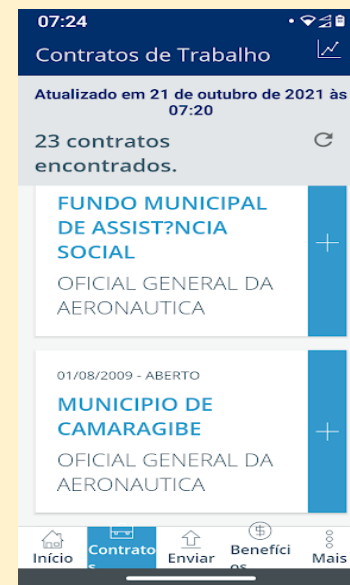 07:24
Contratos de Trabalho
Atualizado em 21 de outubro de 2021 às
07:20
23 contratos
encontrados.
FUNDO MUNICIPAL
DE ASSIST?NCIA
SOCIAL
OFICIAL GENERAL DA
AERONAUTICA
01/08/2009 - ABERTO
MUNICIPIO DE
CAMARAGIBE
OFICIAL GENERAL DA
AERONAUTICA
Início
Contrato
s
Enviar
Benefíci
os
Mais